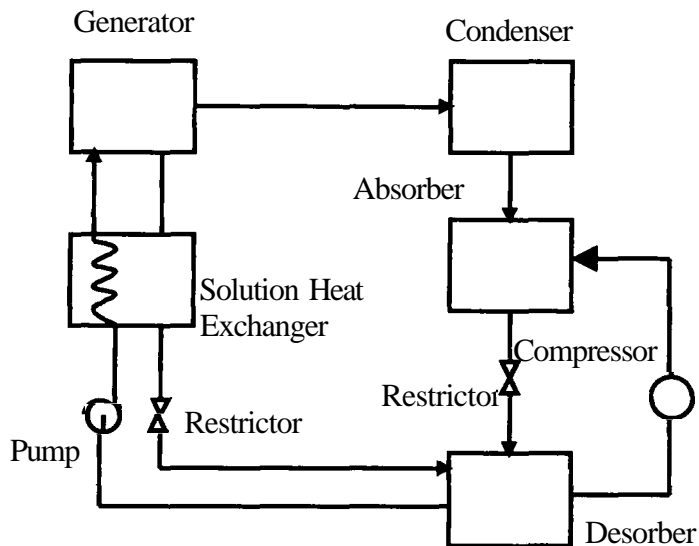 Generator
Condenser
Absorber
Solution Heat
Exchanger
Compressor
Restrictor
Restrictor
Pump
Desorber